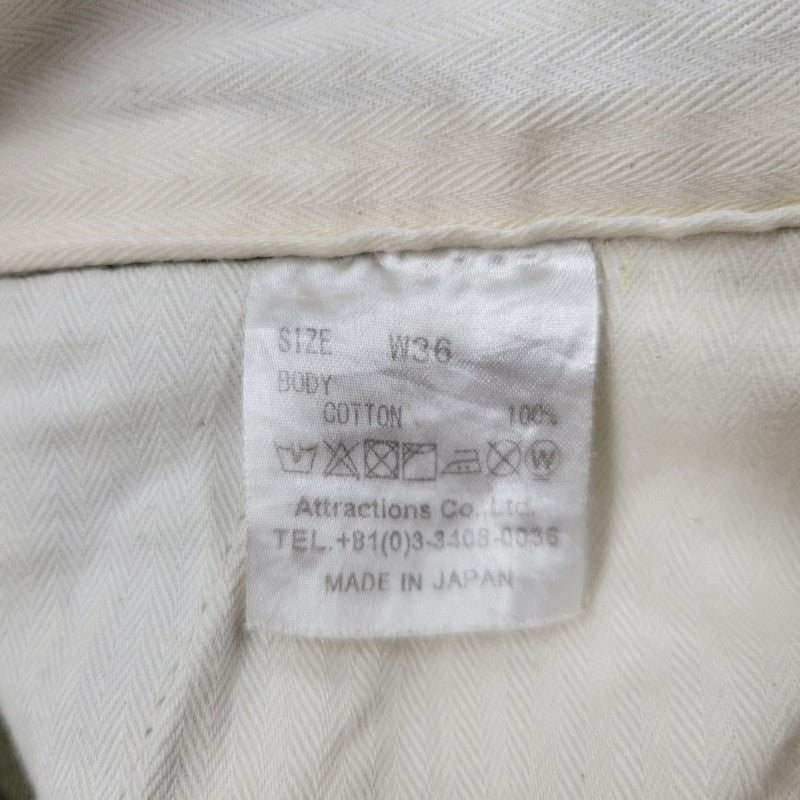 SIZE W36
BODY
COTTON 100%
W
Attractions Co.,Ltd.
TEL.+81(0)3-3408-0036
MADE IN JAPAN